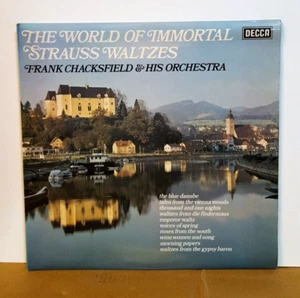 THE WORLD OF IMMORTAL
STRAUSS WALTZES
DECCA
FRANK CHACKSFIELD & HIS ORCHESTRA
the blue danube
tales from the vienna woods
thousand and one nights
waltzes from die fledermaus
emperor waltz
voices of spring
roses from the south
wine women and song
morning papers
waltzes from the gypsy baron